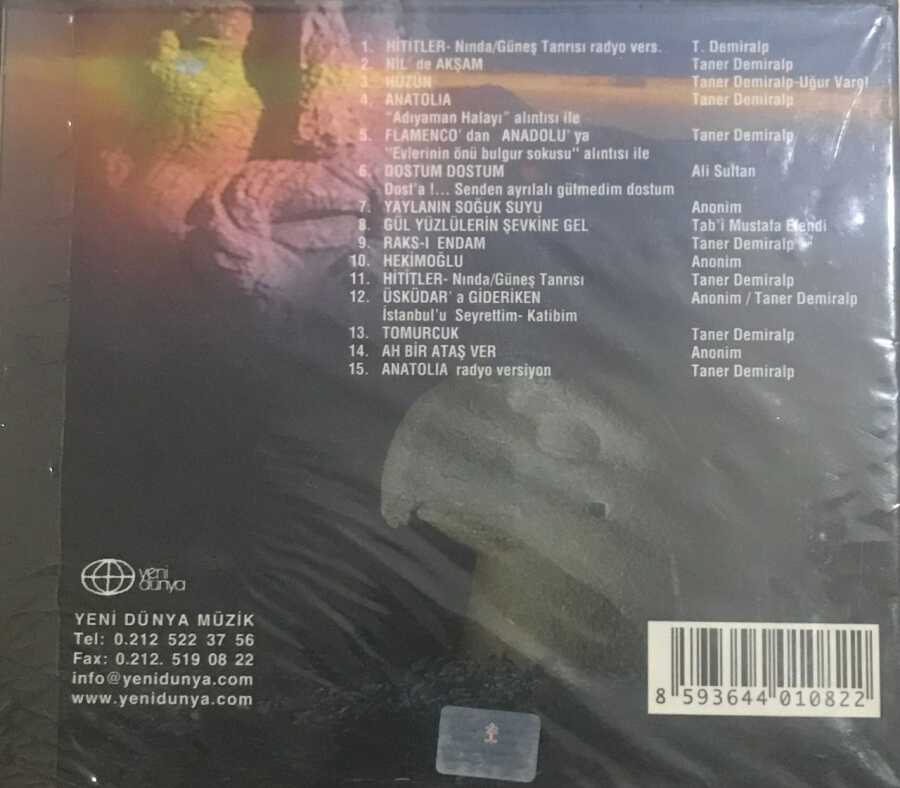 1. HİTİTLER- Nında/Güneş Tanrısı radyo vers. T. Demiralp
2. NİL' de AKŞAM Taner Demiralp
3. HÜZÜN Taner Demiralp-Uğur Varol
4. ANATOLIA Taner Demiralp
"Adıyaman Halayı" alıntısı ile
5. FLAMENCO' dan ANADOLU' ya Taner Demiralp
"Evlerinin önü bulgur sokusu" alıntısı ile
6. DOSTUM DOSTUM Ali Sultan
Dost'a !... Senden ayrılalı gülmedim dostum
7. YAYLANIN SOĞUK SUYU Anonim
8. GÜL YÜZLÜLERİN ŞEVKİNE GEL Tab'i Mustafa Efendi
9. RAKS-I ENDAM Taner Demiralp
10. HEKİMOĞLU Anonim
11. HİTİTLER- Nında/Güneş Tanrısı Taner Demiralp
12. ÜSKÜDAR' a GİDERİKEN Anonim / Taner Demiralp
İstanbul'u Seyrettim- Katibim
13. TOMURCUK Taner Demiralp
14. AH BİR ATAŞ VER Anonim
15. ANATOLIA radyo versiyon Taner Demiralp
yeni
dünya
YENİ DÜNYA MÜZİK
Tel: 0.212 522 37 56
Fax: 0.212. 519 08 22
info@yenidunya.com
www.yenidunya.com
8 593644 010822